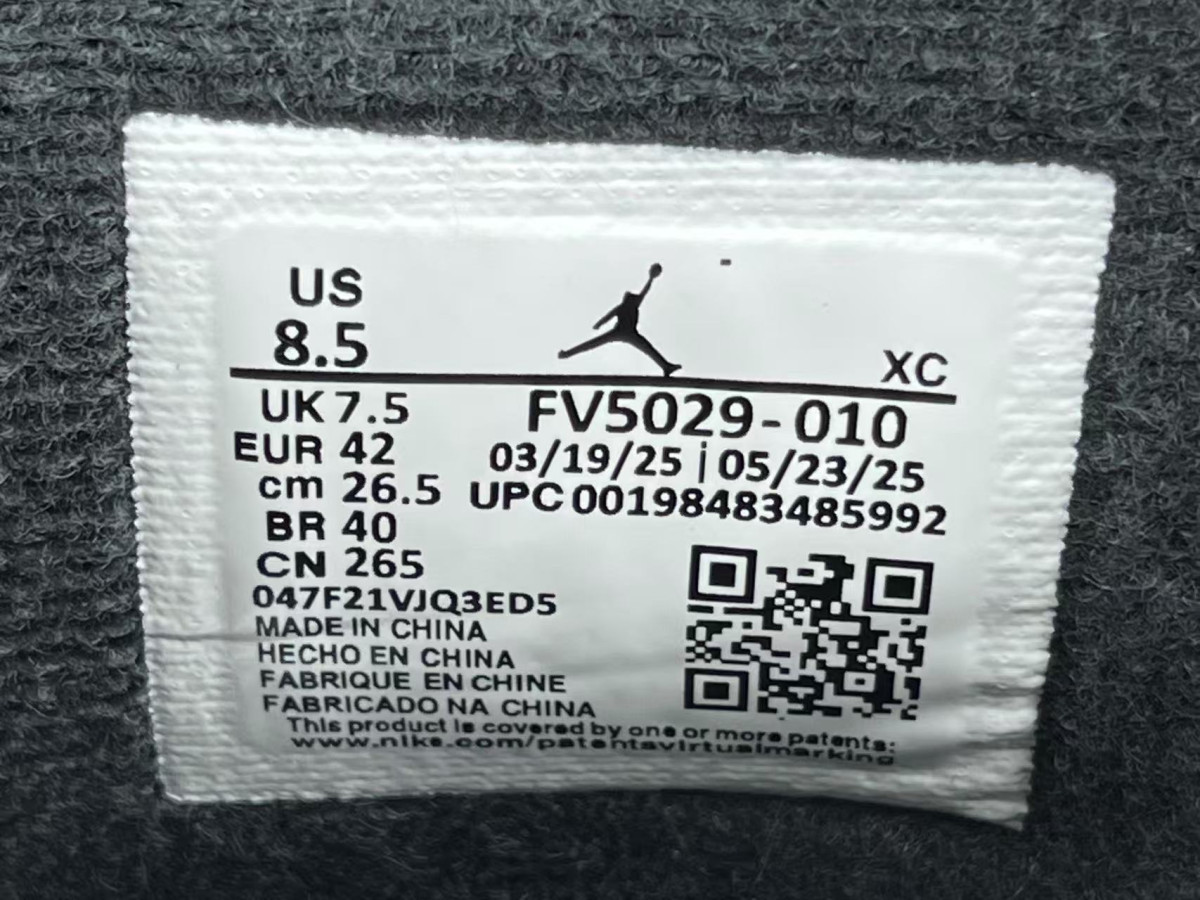 US
8.5
XC
UK 7.5
EUR 42
cm 26.5
BR 40
CN 265
FV5029-010
03/19/25 | 05/23/25
UPC 00198483485992
047F21VJQ3ED5
MADE IN CHINA
HECHO EN CHINA
FABRIQUE EN CHINE
FABRICADO NA CHINA
This product is covered by one or more patents:
www.nike.com/patentsvirtualmarking